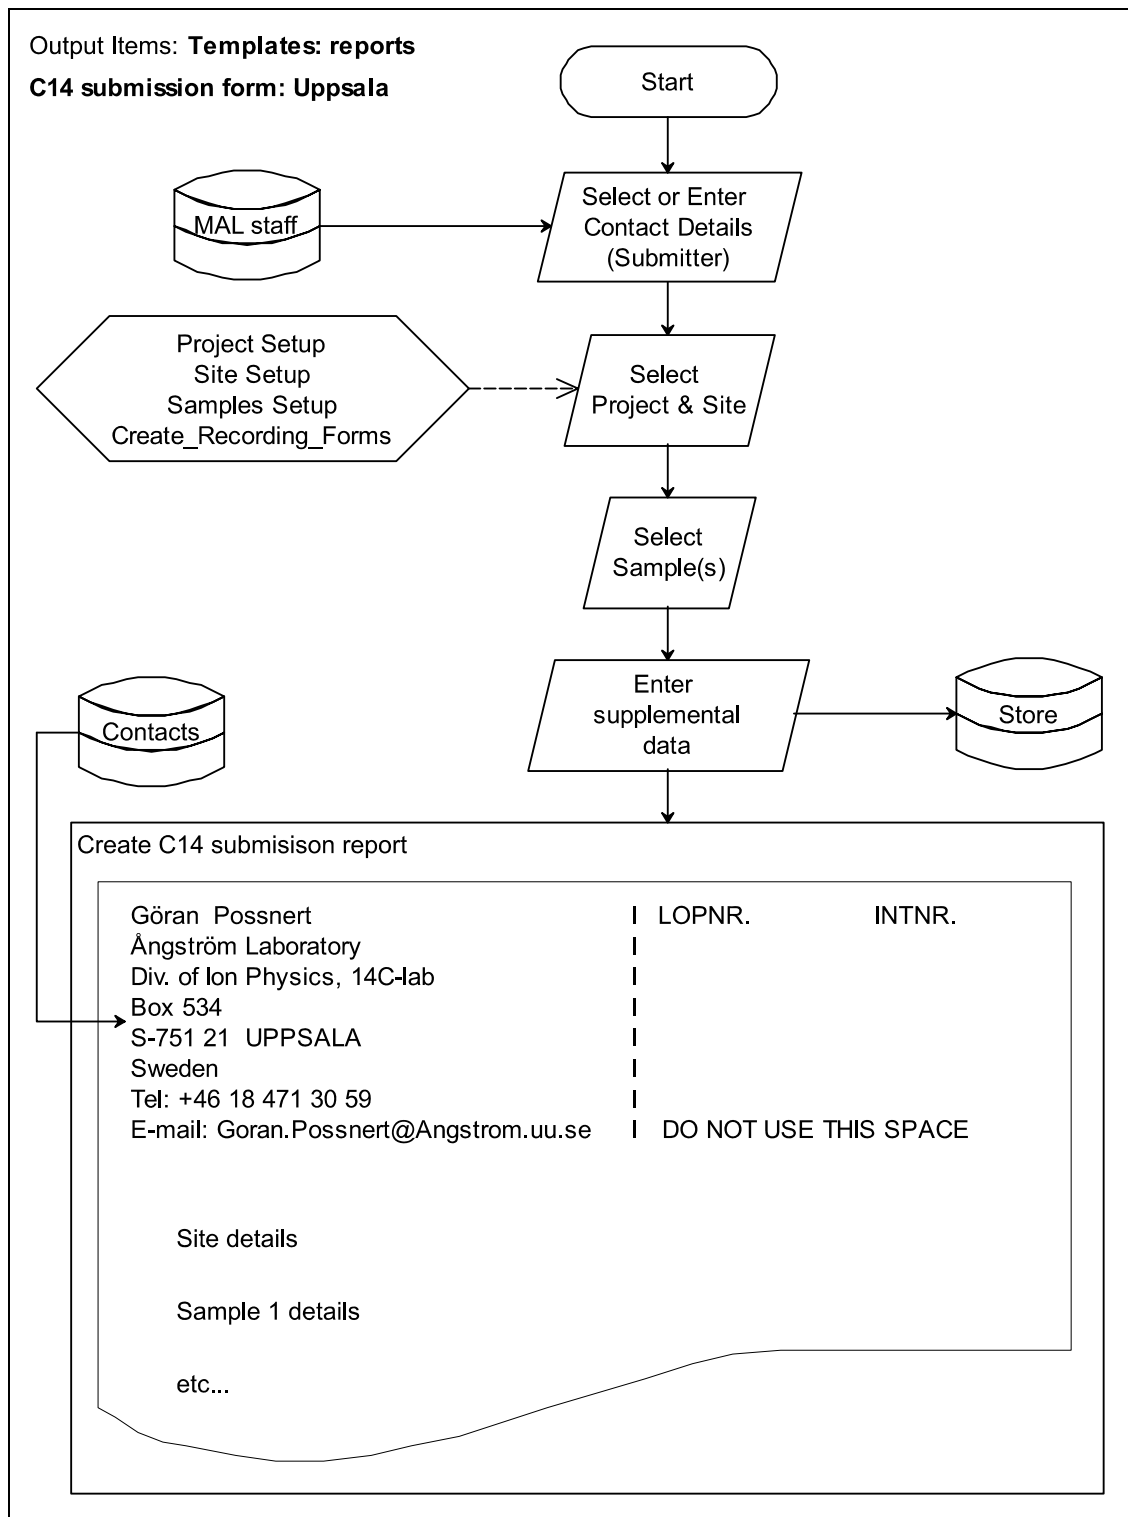 Output Items: Templates: reports
C14 submission form: Uppsala
Start
MAL staff
Select or Enter
Contact Details
(Submitter)
Project Setup
Site Setup
Samples Setup
Create_Recording_Forms
Select
Project & Site
Select
Sample(s)
Enter
supplemental
data
Store
Contacts
Create C14 submisison report
Göran Possnert | LOPNR. INTNR.
Ångström Laboratory |
Div. of Ion Physics, 14C-lab |
Box 534 |
S-751 21 UPPSALA |
Sweden |
Tel: +46 18 471 30 59 |
E-mail: Goran.Possnert@Angstrom.uu.se | DO NOT USE THIS SPACE
Site details
Sample 1 details
etc...